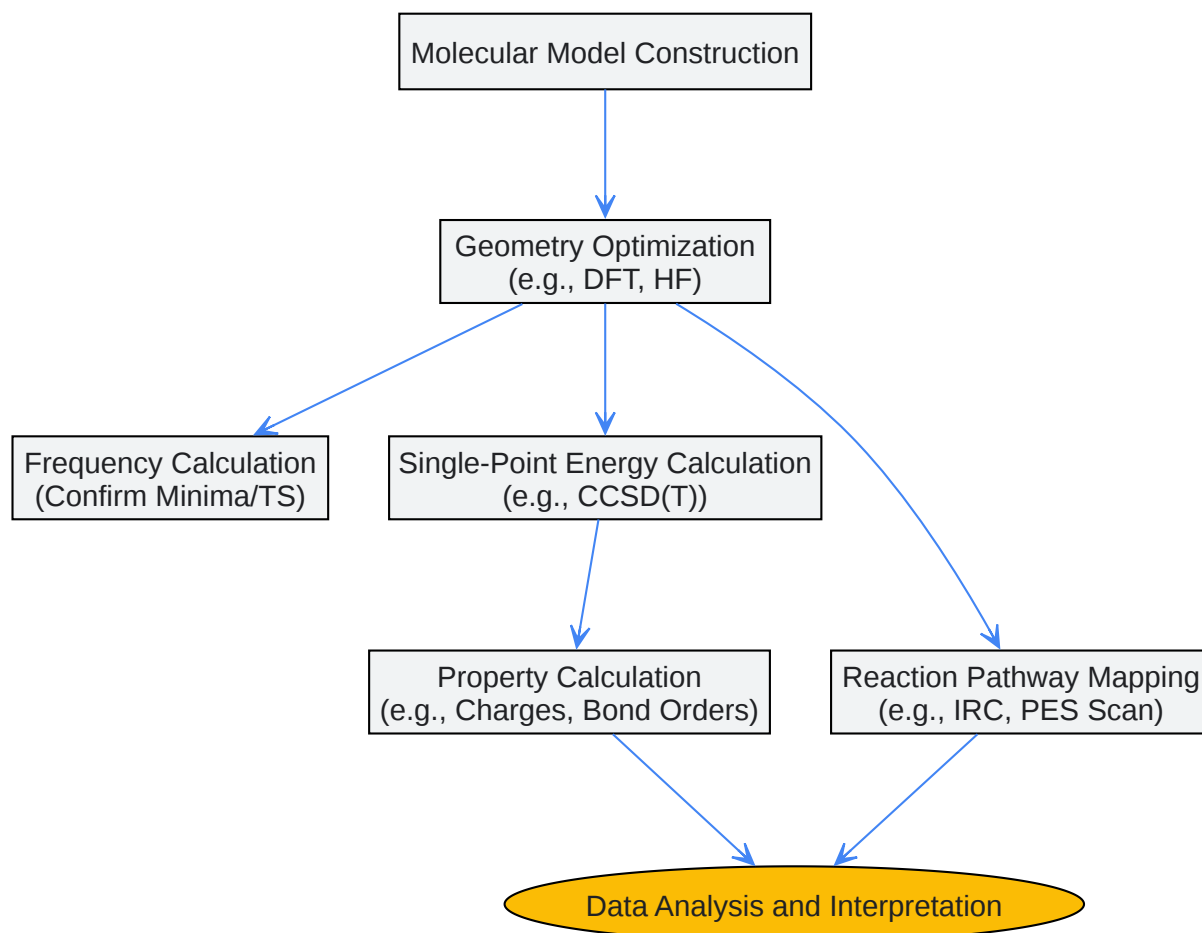 Molecular Model Construction
Geometry Optimization
(e.g., DFT, HF)
Frequency Calculation
(Confirm Minima/TS)
Single-Point Energy Calculation
(e.g., CCSD(T))
Property Calculation
(e.g., Charges, Bond Orders)
Reaction Pathway Mapping
(e.g., IRC, PES Scan)
Data Analysis and Interpretation